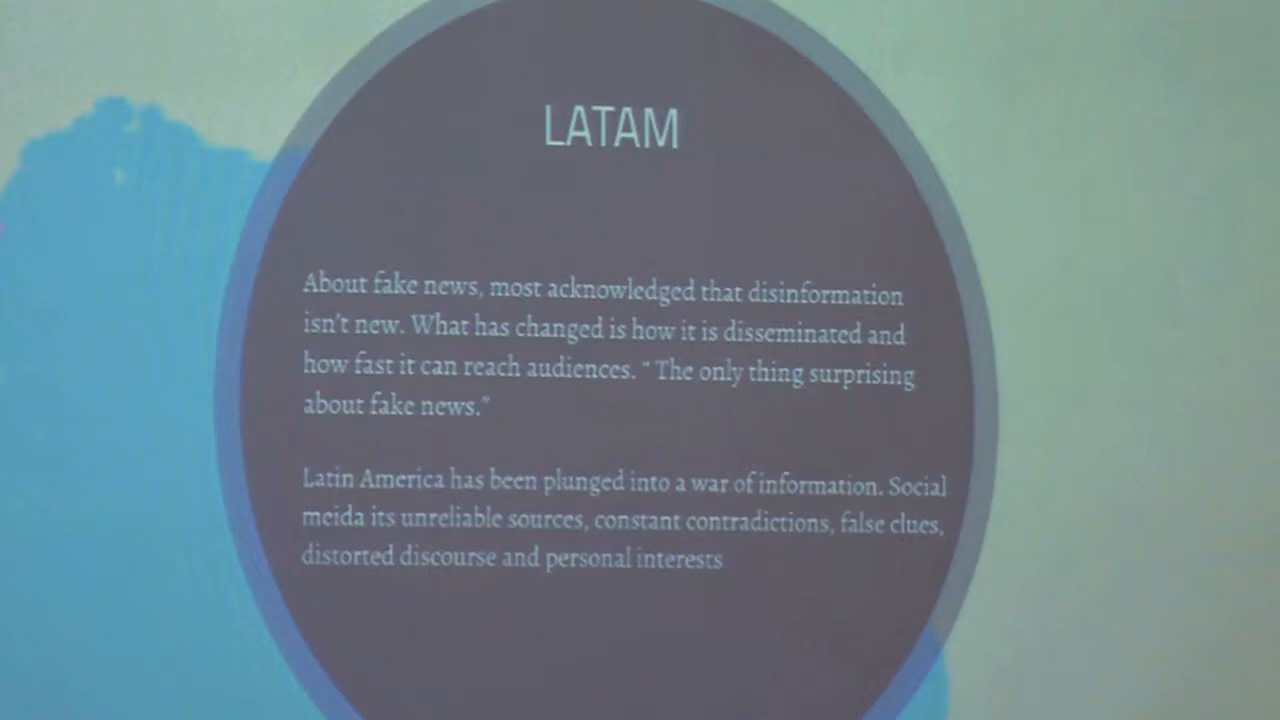 LATAM
About fake news, most acknowledged that disinformation
isn't new. What has changed is how it is disseminated and
how fast it can reach audiences. " The only thing surprising
about fake news."
Latin America has been plunged into a war of information. Social
meida its unreliable sources, constant contradictions, false clues,
distorted discourse and personal interests